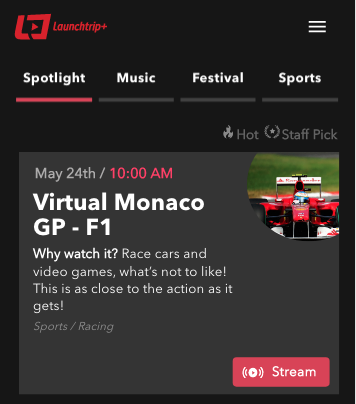 Launchtrip+
Spotlight Music Festival Sports
Hot Staff Pick
May 24th / 10:00 AM
Virtual Monaco
GP - F1
Why watch it? Race cars and
video games, what's not to like!
This is as close to the action as it
gets!
Sports / Racing
Stream